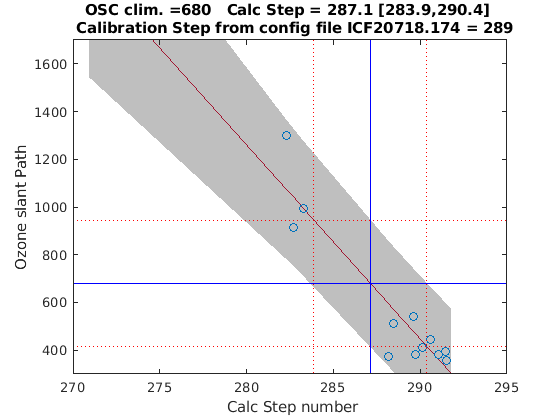 OSC clim. =680 Calc Step = 287.1 [283.9,290.4]
Calibration Step from config file ICF20718.174 = 289
1600
1400
1200
1000
800
600
400
Ozone slant Path
270 275 280 285 290 295
Calc Step number